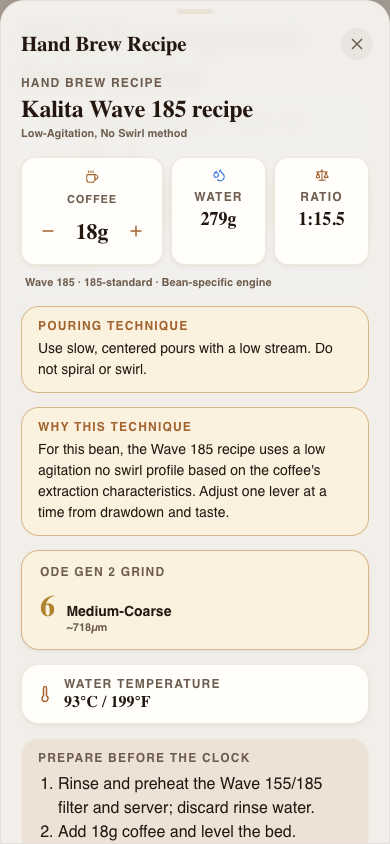 Hand Brew Recipe
HAND BREW RECIPE
Kalita Wave 185 recipe
Low-Agitation, No Swirl method
COFFEE
− 18g +
WATER
279g
RATIO
1:15.5
Wave 185 · 185-standard · Bean-specific engine
POURING TECHNIQUE
Use slow, centered pours with a low stream. Do
not spiral or swirl.
WHY THIS TECHNIQUE
For this bean, the Wave 185 recipe uses a low
agitation no swirl profile based on the coffee's
extraction characteristics. Adjust one lever at a
time from drawdown and taste.
ODE GEN 2 GRIND
6 Medium-Coarse
~718μm
WATER TEMPERATURE
93°C / 199°F
PREPARE BEFORE THE CLOCK
1. Rinse and preheat the Wave 155/185
filter and server; discard rinse water.
2. Add 18g coffee and level the bed.